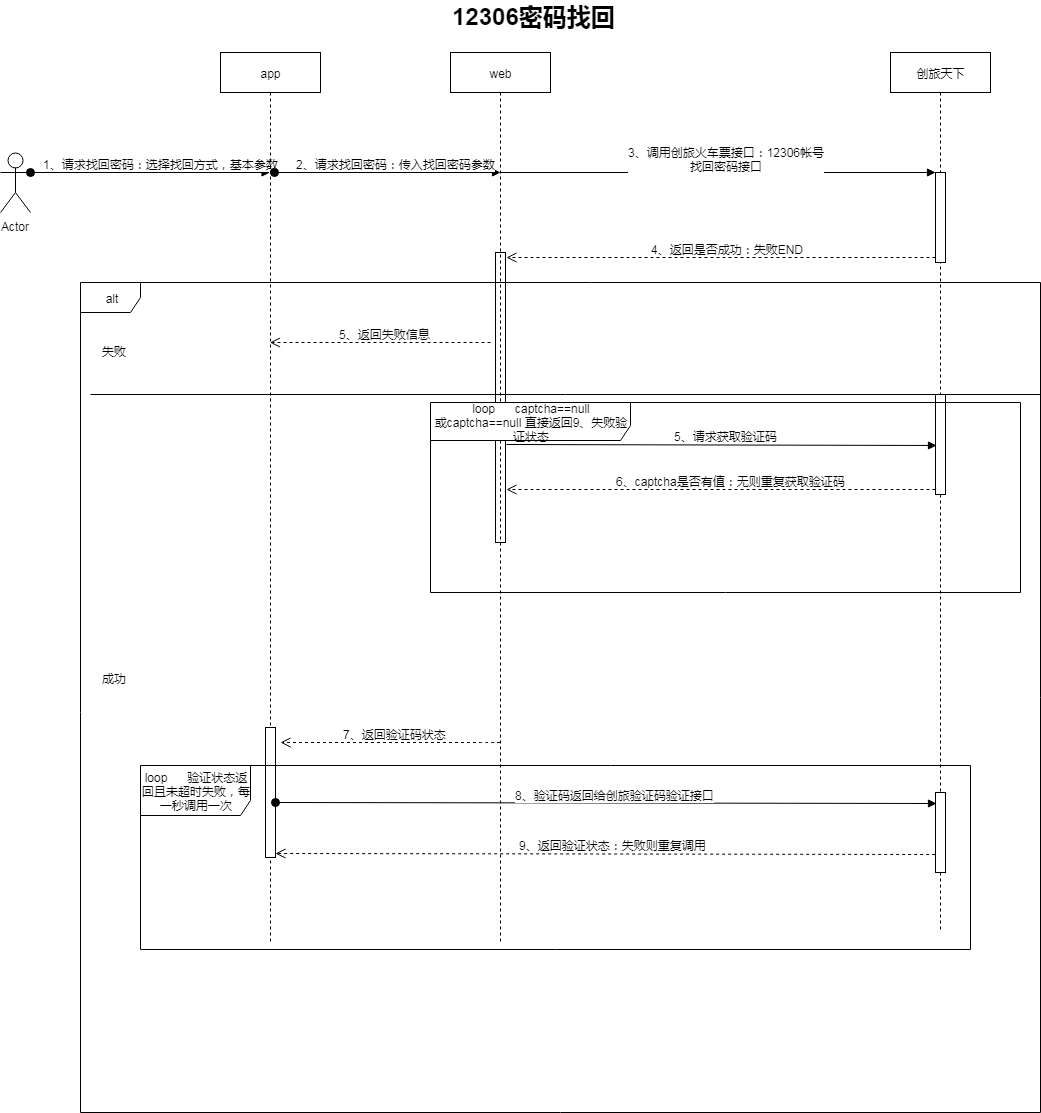 12306密码找回
app
web
创旅天下
1、请求找回密码：选择找回方式，基本参数
2、请求找回密码：传入找回密码参数
3、调用创旅火车票接口：12306帐号
找回密码接口
Actor
4、返回是否成功：失败END
alt
5、返回失败信息
失败
loop captcha==null
或captcha==null 直接返回9、失败验
证状态
5、请求获取验证码
6、captcha是否有值：无则重复获取验证码
成功
7、返回验证码状态
loop 验证状态返
回且未超时失败，每
一秒调用一次
8、验证码返回给创旅验证码验证接口
9、返回验证状态：失败则重复调用